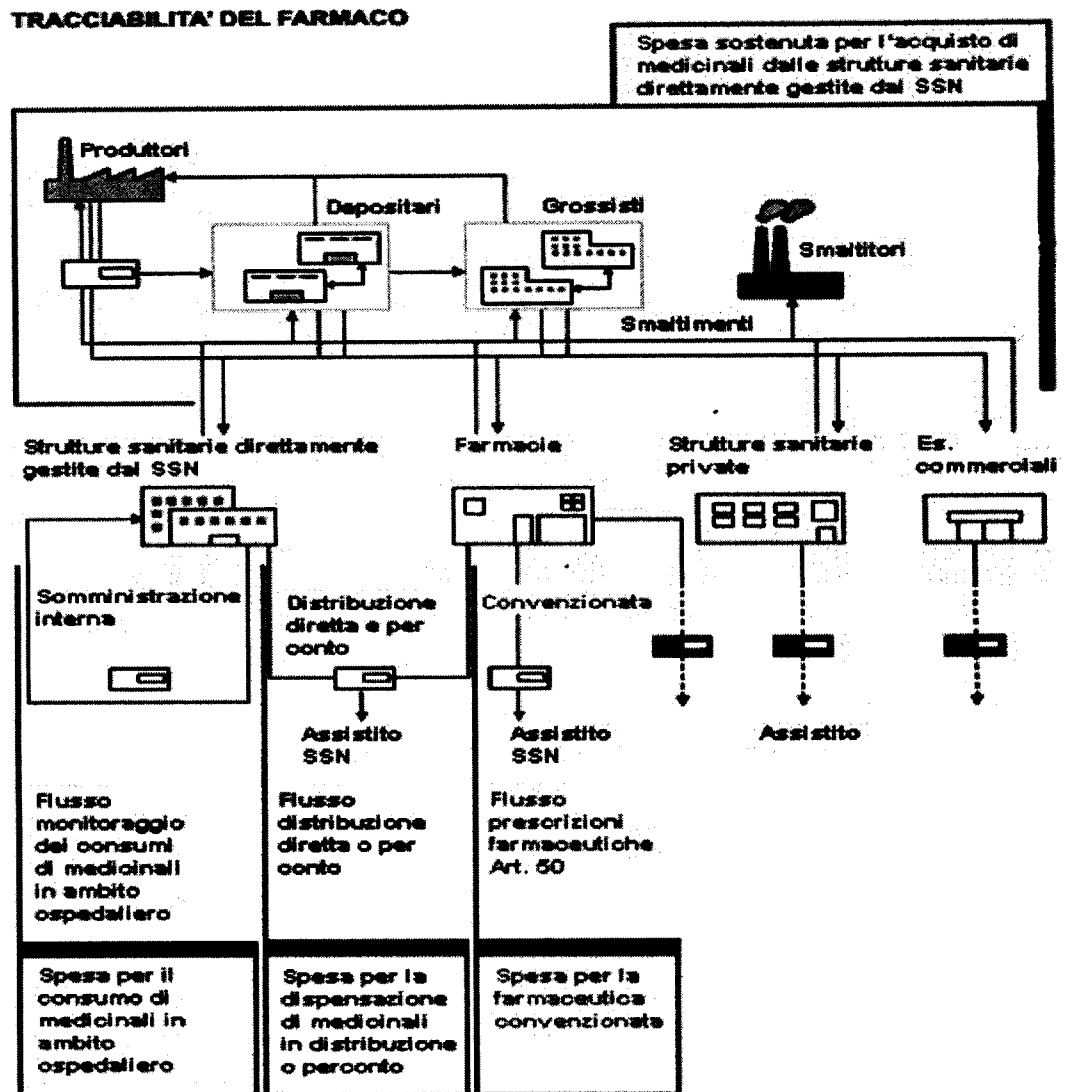 TRACCIABILITA' DEL FARMACO
Spesa sostenuta per l'acquisto di
medicinali dalle strutture sanitarie
direttamente gestite dal SSN
Produttori
Depositari
Grossisti
Smaltitori
Smaltimenti
Strutture sanitarie direttamente
gestite dal SSN
Farmacie
Strutture sanitarie
private
Es.
commerciali
Somministrazione
interna
Distribuzione
diretta e per
conto
Convenzionata
Assistito
SSN
Assistito
SSN
Assistito
Flusso
monitoraggio
dei consumi
di medicinali
in ambito
ospedaliero
Flusso
distribuzione
diretta o per
conto
Flusso
prescrizioni
farmaceutiche
Art. 50
Spesa per il
consumo di
medicinali in
ambito
ospedaliero
Spesa per la
dispensazione
di medicinali
in distribuzione
o perconto
Spesa per la
farmaceutica
convenzionata